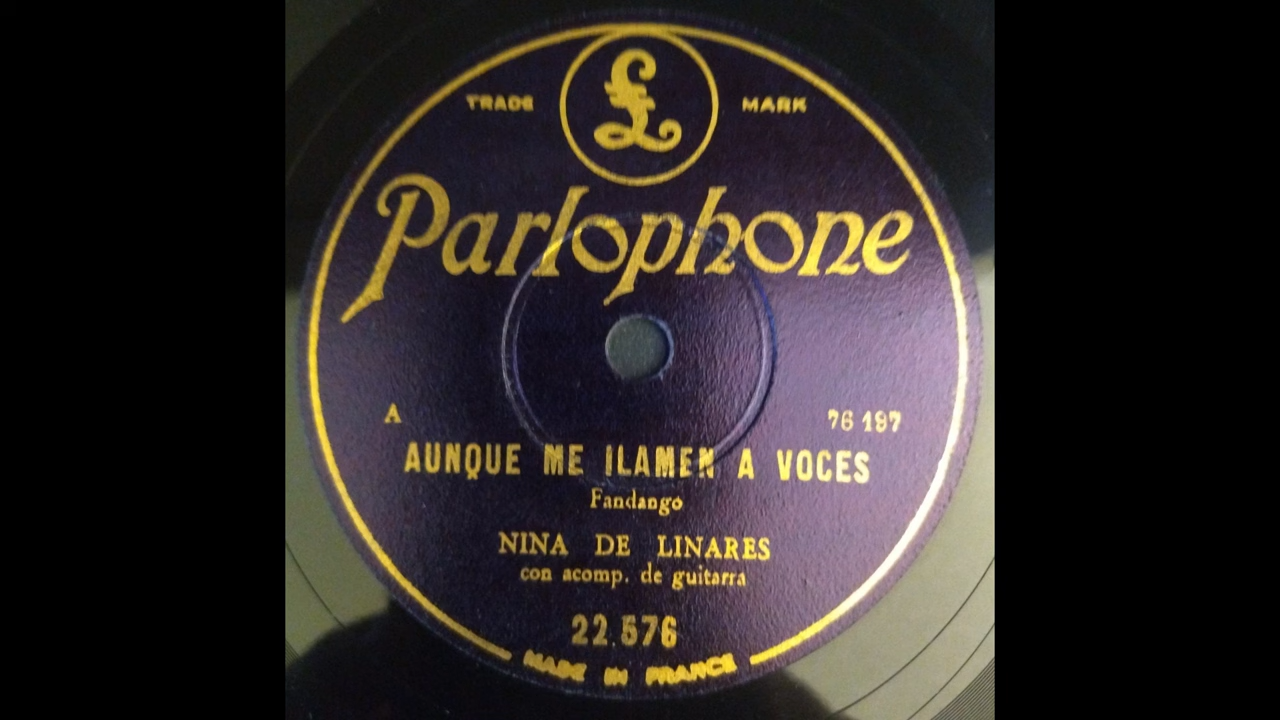 TRADE £ MARK
Parlophone
A 76 197
AUNQUE ME ILAMEN A VOCES
Fandango
NINA DE LINARES
con acomp. de guitarra
22.576
MADE IN FRANCE